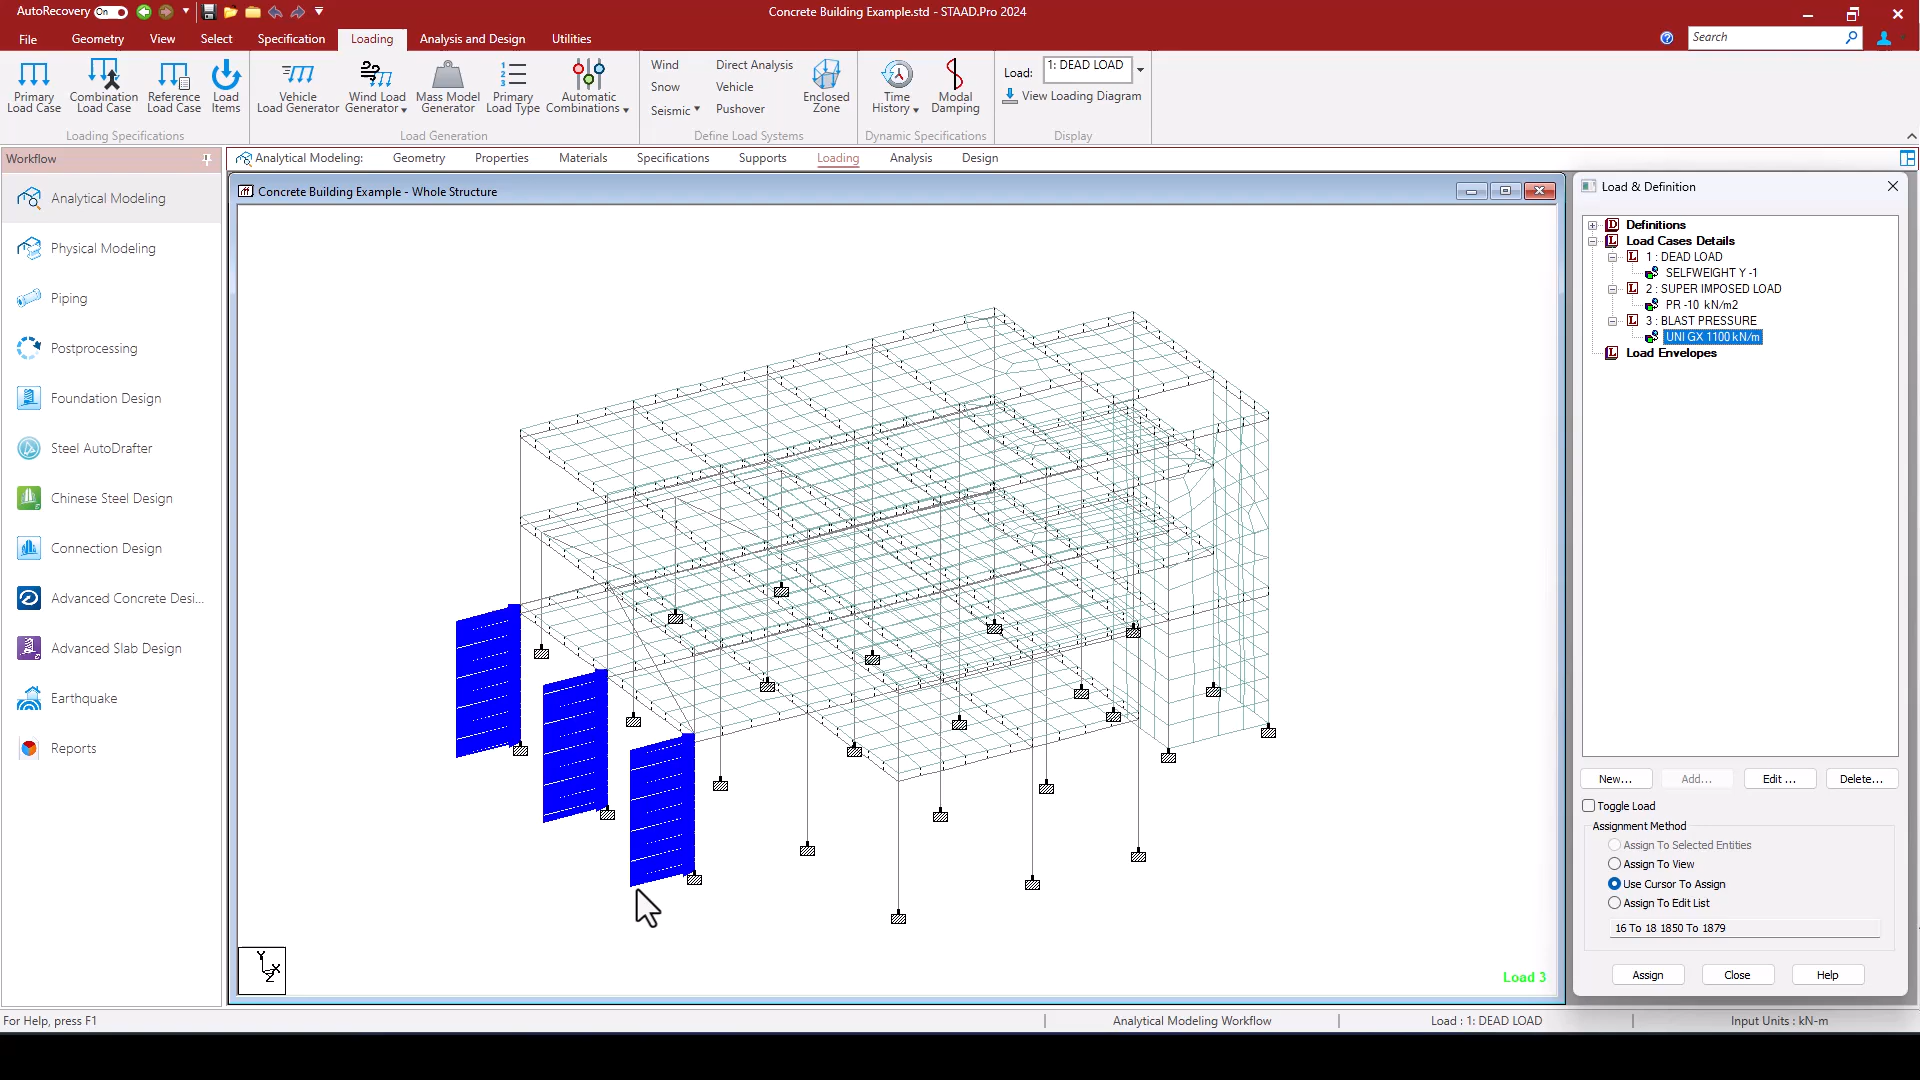 AutoRecovery On
Concrete Building Example.std - STAAD.Pro 2024
File Geometry View Select Specification Loading Analysis and Design Utilities
Search
Primary Load Case
Combination Load Case
Reference Load Case
Load Items
Loading Specifications
Vehicle Load Generator
Wind Load Generator
Mass Model Generator
Primary Load Type
Automatic Combinations
Load Generation
Wind
Snow
Seismic
Direct Analysis
Vehicle
Pushover
Enclosed Zone
Define Load Systems
Time History
Modal Damping
Dynamic Specifications
Load: 1: DEAD LOAD
View Loading Diagram
Display
Workflow
Analytical Modeling
Physical Modeling
Piping
Postprocessing
Foundation Design
Steel AutoDrafter
Chinese Steel Design
Connection Design
Advanced Concrete Desi...
Advanced Slab Design
Earthquake
Reports
Analytical Modeling: Geometry Properties Materials Specifications Supports Loading Analysis Design
Concrete Building Example - Whole Structure
Y
X
Z
Load 3
Load & Definition
Definitions
Load Cases Details
1 : DEAD LOAD
SELFWEIGHT Y -1
2 : SUPER IMPOSED LOAD
PR -10 kN/m2
3 : BLAST PRESSURE
UNI GX 1100 kN/m
Load Envelopes
New... Add... Edit ... Delete...
Toggle Load
Assignment Method
Assign To Selected Entities
Assign To View
Use Cursor To Assign
Assign To Edit List
16 To 18 1850 To 1879
Assign Close Help
For Help, press F1
Analytical Modeling Workflow
Load : 1: DEAD LOAD
Input Units : kN-m